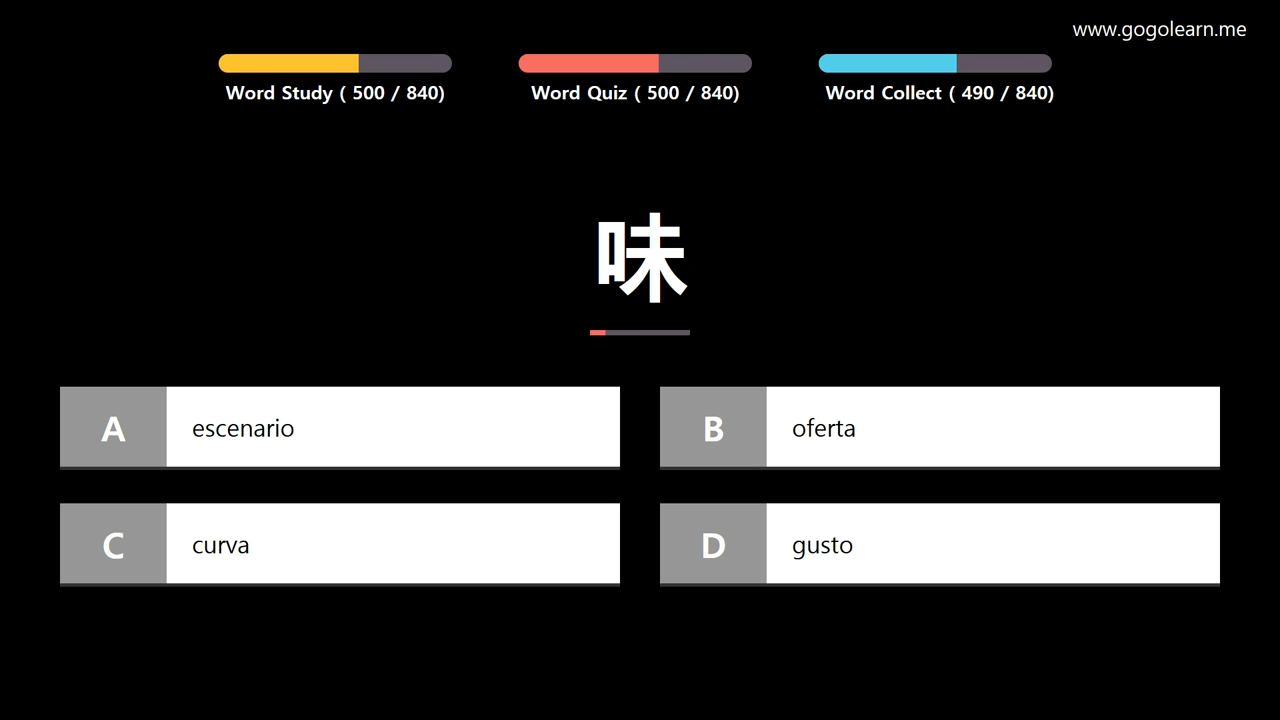 www.gogolearn.me
Word Study ( 500 / 840)
Word Quiz ( 500 / 840)
Word Collect ( 490 / 840)
味
A escenario
B oferta
C curva
D gusto